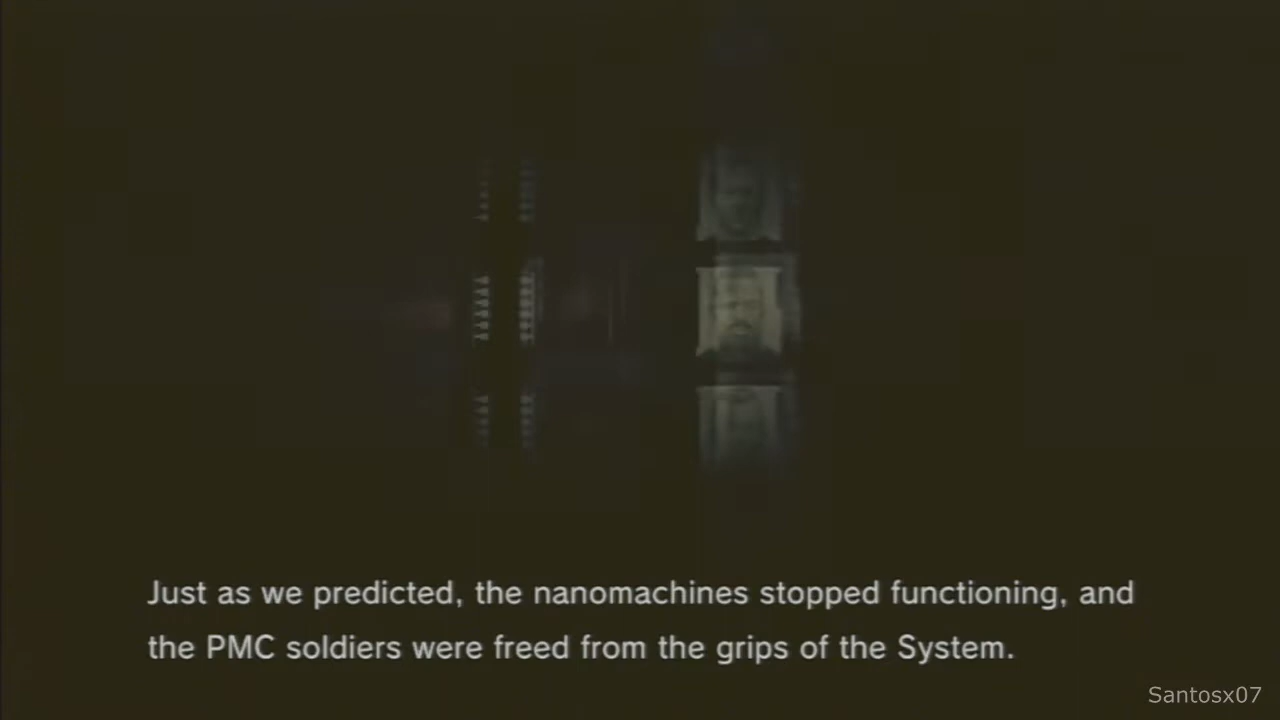 Just as we predicted, the nanomachines stopped functioning, and
the PMC soldiers were freed from the grips of the System.
Santosx07